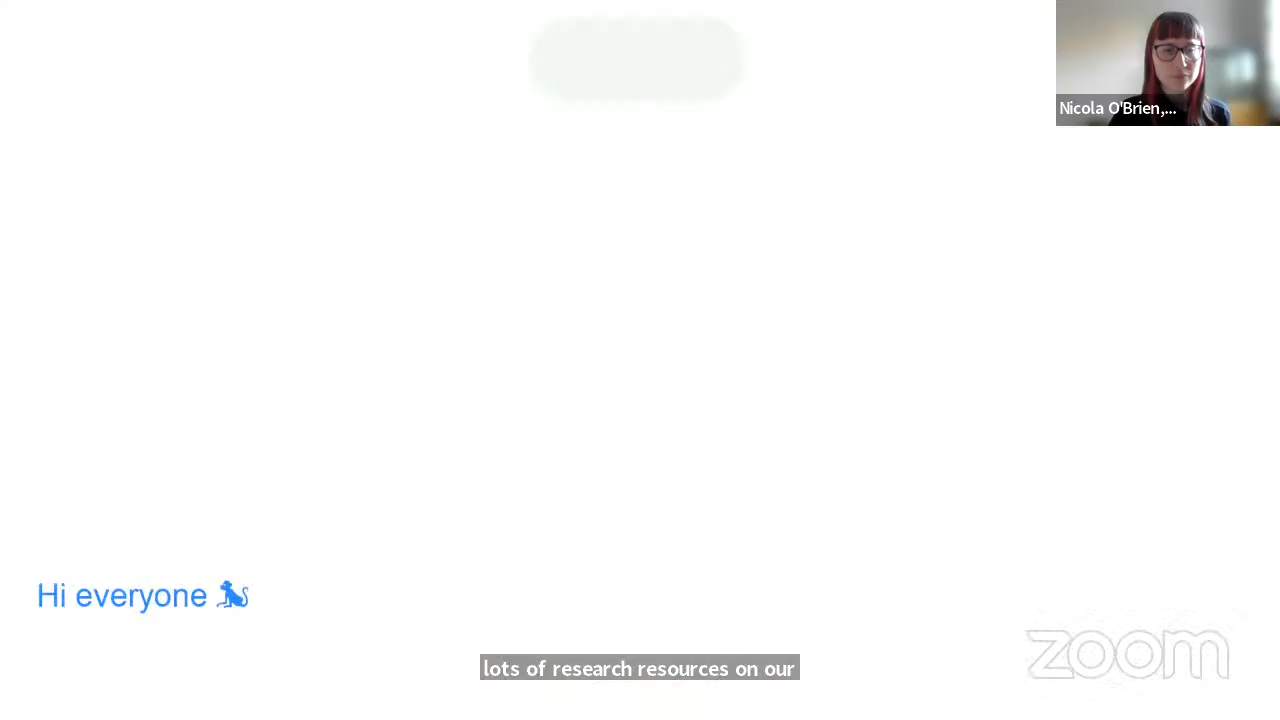 Nicola O'Brien,...
Hi everyone 🐒
lots of research resources on our
zoom